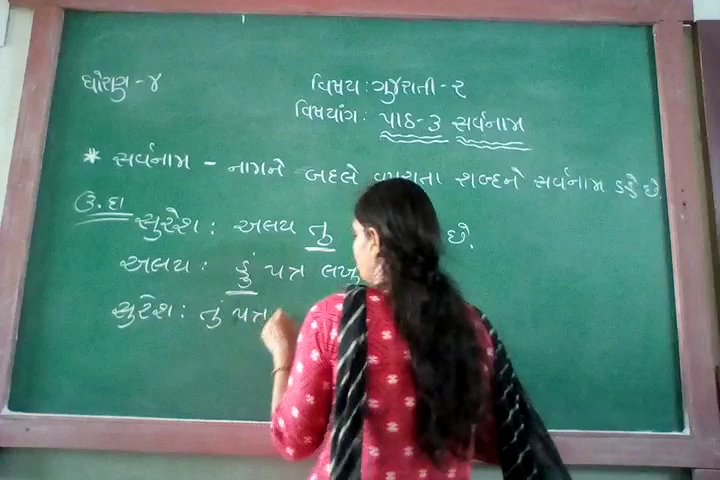 ધોરણ - ૪
વિષય : ગુજરાતી - ૨
વિષયાંગ : પાઠ - ૩ સર્વનામ
* સર્વનામ - નામને બદલે વપરાતા શબ્દને સર્વનામ કહે છે.
ઉ.દા
સુરેશ : અલય તુ છે.
અલય : હું પત્ર લખુ
સુરેશ : તું પત્ર